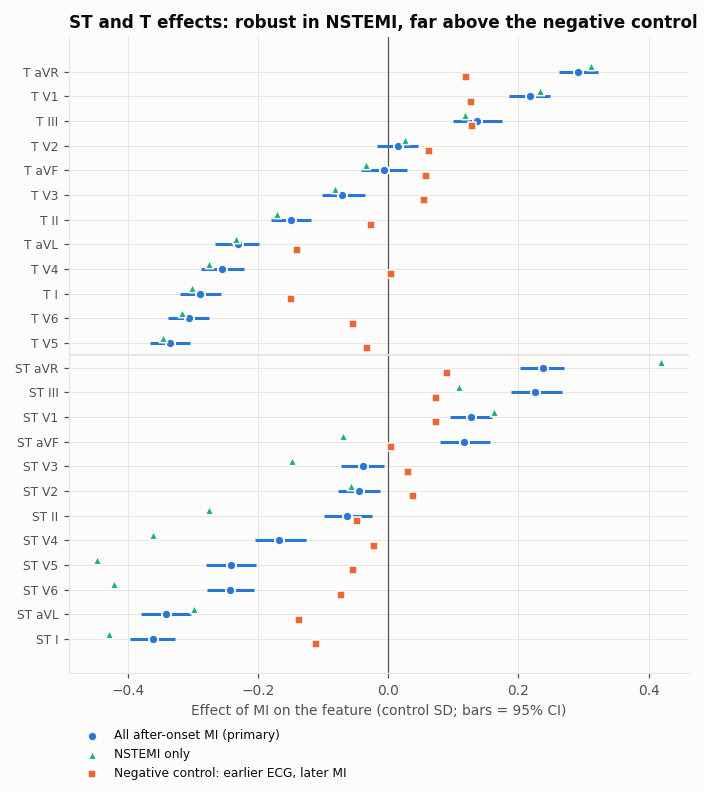 ST and T effects: robust in NSTEMI, far above the negative control
T aVR
T V1
T III
T V2
T aVF
T V3
T II
T aVL
T V4
T I
T V6
T V5
ST aVR
ST III
ST V1
ST aVF
ST V3
ST V2
ST II
ST V4
ST V5
ST V6
ST aVL
ST I
−0.4 −0.2 0.0 0.2 0.4
Effect of MI on the feature (control SD; bars = 95% CI)
All after-onset MI (primary)
NSTEMI only
Negative control: earlier ECG, later MI